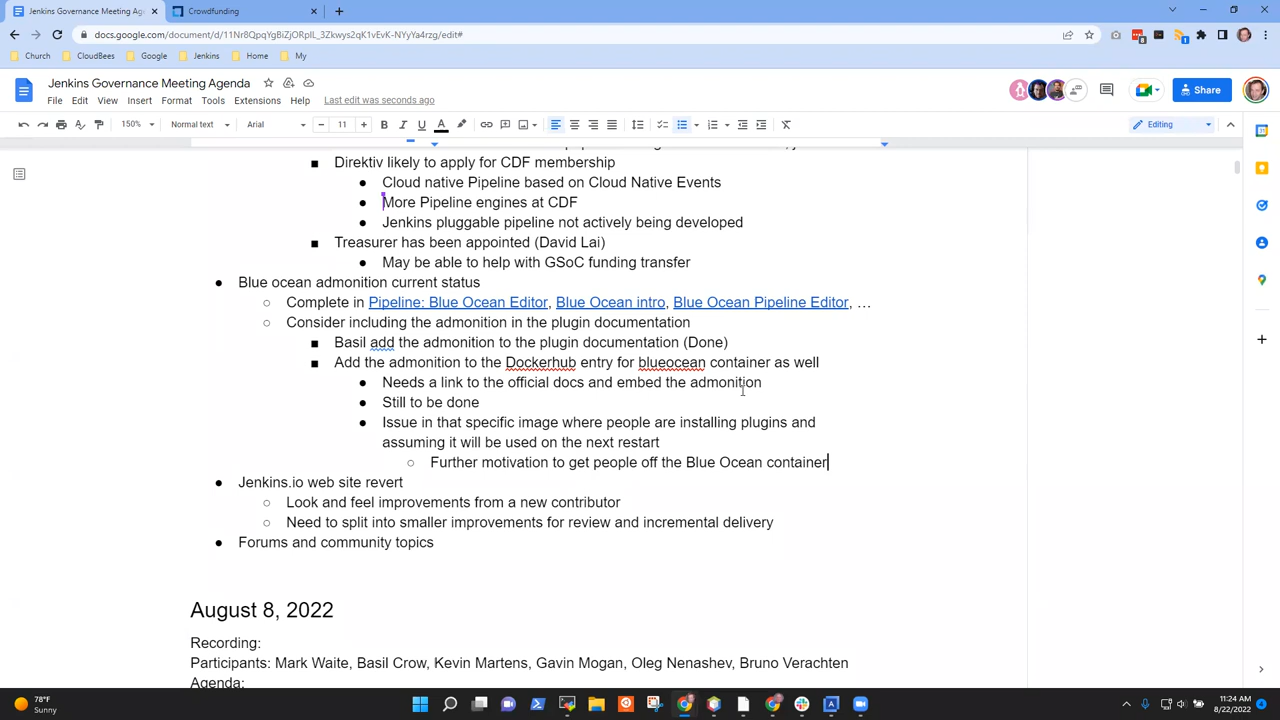 Jenkins Governance Meeting Agenda
Crowdfunding
docs.google.com/document/d/11Nr8QpqYgBiZjORpIL_3Zkwys2qK1vEvK-NYyYa4rzg/edit#
Church
CloudBees
Google
Jenkins
Home
My
Jenkins Governance Meeting Agenda
File Edit View Insert Format Tools Extensions Help Last edit was seconds ago
Share
150% Normal text Arial 11 Editing
Direktiv likely to apply for CDF membership
Cloud native Pipeline based on Cloud Native Events
More Pipeline engines at CDF
Jenkins pluggable pipeline not actively being developed
Treasurer has been appointed (David Lai)
May be able to help with GSoC funding transfer
Blue ocean admonition current status
Complete in Pipeline: Blue Ocean Editor, Blue Ocean intro, Blue Ocean Pipeline Editor, …
Consider including the admonition in the plugin documentation
Basil add the admonition to the plugin documentation (Done)
Add the admonition to the Dockerhub entry for blueocean container as well
Needs a link to the official docs and embed the admonition
Still to be done
Issue in that specific image where people are installing plugins and
assuming it will be used on the next restart
Further motivation to get people off the Blue Ocean container
Jenkins.io web site revert
Look and feel improvements from a new contributor
Need to split into smaller improvements for review and incremental delivery
Forums and community topics
August 8, 2022
Recording:
Participants: Mark Waite, Basil Crow, Kevin Martens, Gavin Mogan, Oleg Nenashev, Bruno Verachten
Agenda:
78°F
Sunny
11:24 AM
8/22/2022